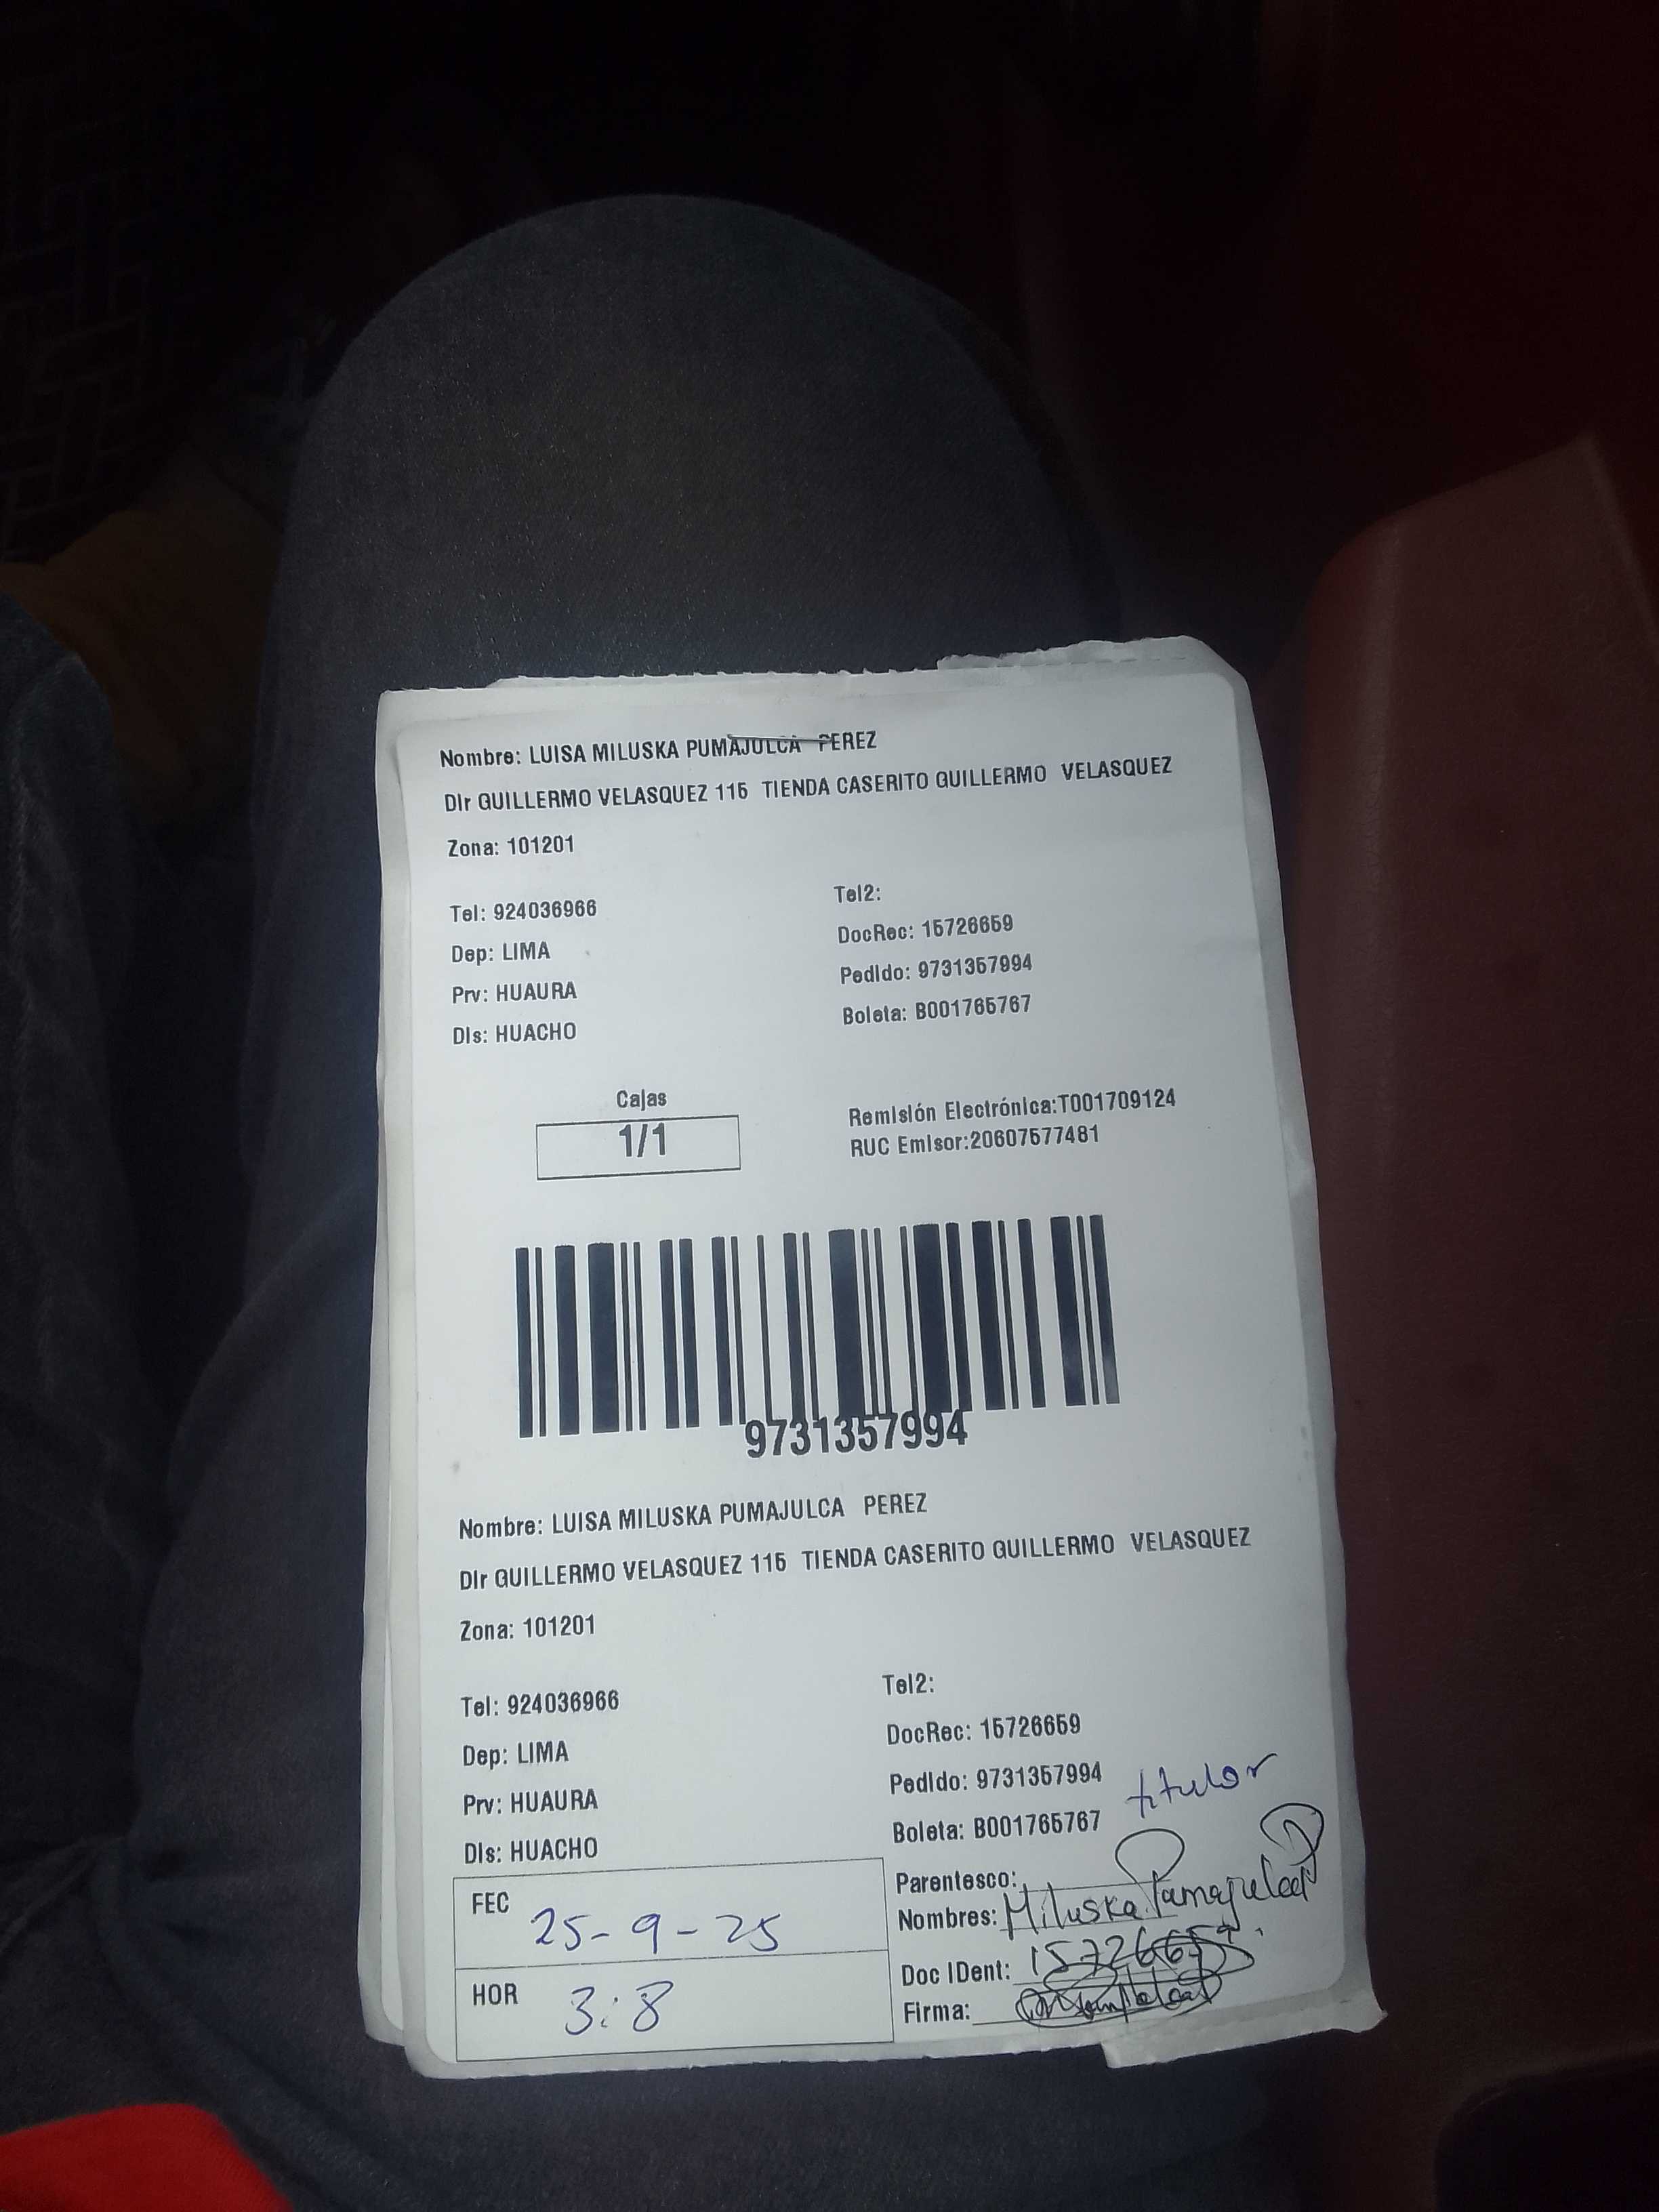 Nombre: LUISA MILUSKA PUMAJULCA PEREZ
Dir GUILLERMO VELASQUEZ 115 TIENDA CASERITO GUILLERMO VELASQUEZ
Zona: 101201
Tel: 924036966
Tel2:
Dep: LIMA
DocRec: 15726659
Prv: HUAURA
Pedido: 9731357994
Dis: HUACHO
Boleta: B001765767
Cajas
1/1
Remisión Electrónica:T001709124
RUC Emisor:20607577481
9731357994
Nombre: LUISA MILUSKA PUMAJULCA PEREZ
Dir GUILLERMO VELASQUEZ 115 TIENDA CASERITO GUILLERMO VELASQUEZ
Zona: 101201
Tel: 924036966
Tel2:
Dep: LIMA
DocRec: 15726659
Prv: HUAURA
Pedido: 9731357994
Dis: HUACHO
Boleta: B001765767
titular
FEC 25-9-25
HOR 3:8
Parentesco:
Nombres: Miluska Pumajulca P
Doc IDent: 15726659
Firma: